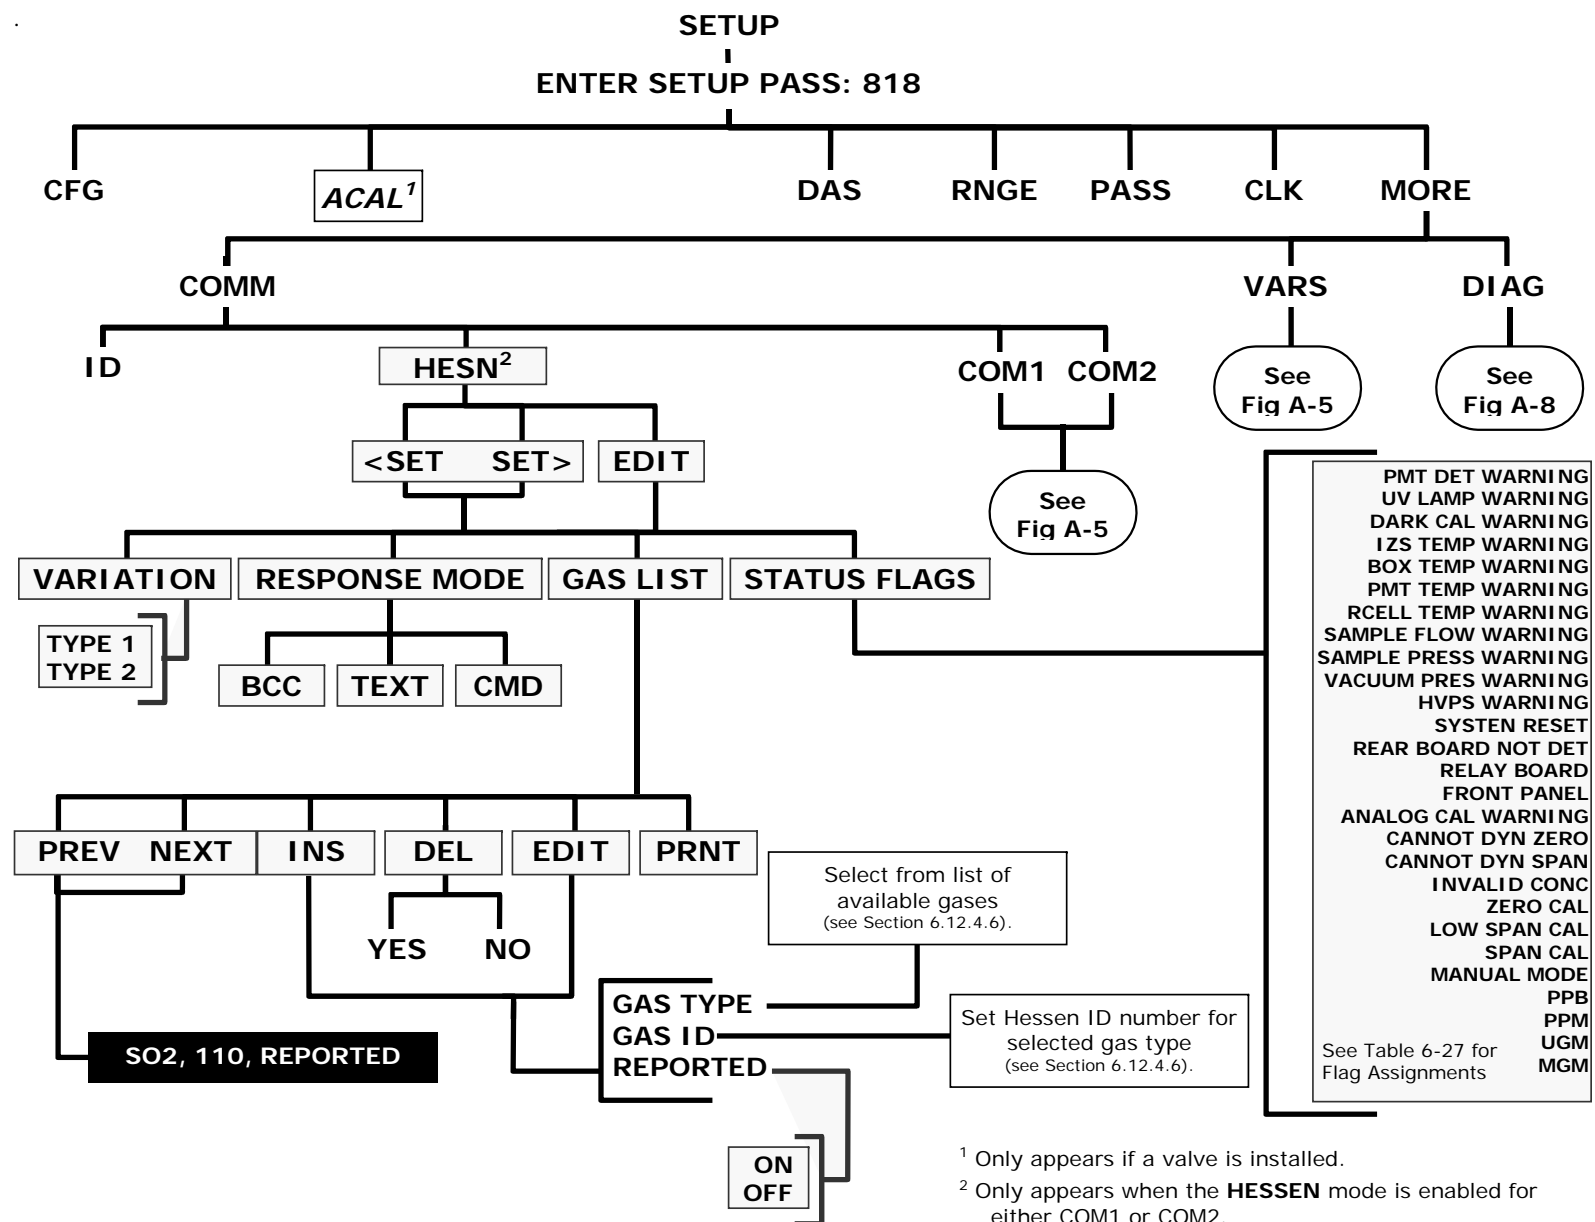 SETUP
ENTER SETUP PASS: 818
CFG
ACAL¹
DAS
RNGE
PASS
CLK
MORE
COMM
VARS
DIAG
ID
HESN²
COM1
COM2
See
Fig A-5
See
Fig A-8
<SET SET>
EDIT
See
Fig A-5
VARIATION
RESPONSE MODE
GAS LIST
STATUS FLAGS
TYPE 1
TYPE 2
BCC
TEXT
CMD
PMT DET WARNING
UV LAMP WARNING
DARK CAL WARNING
IZS TEMP WARNING
BOX TEMP WARNING
PMT TEMP WARNING
RCELL TEMP WARNING
SAMPLE FLOW WARNING
SAMPLE PRESS WARNING
VACUUM PRES WARNING
HVPS WARNING
SYSTEN RESET
REAR BOARD NOT DET
RELAY BOARD
FRONT PANEL
ANALOG CAL WARNING
CANNOT DYN ZERO
CANNOT DYN SPAN
INVALID CONC
ZERO CAL
LOW SPAN CAL
SPAN CAL
MANUAL MODE
PPB
PPM
UGM
MGM
See Table 6-27 for
Flag Assignments
PREV NEXT
INS
DEL
EDIT
PRNT
YES
NO
Select from list of
available gases
(see Section 6.12.4.6).
GAS TYPE
GAS ID
REPORTED
Set Hessen ID number for
selected gas type
(see Section 6.12.4.6).
SO2, 110, REPORTED
ON
OFF
¹ Only appears if a valve is installed.
² Only appears when the HESSEN mode is enabled for
either COM1 or COM2.